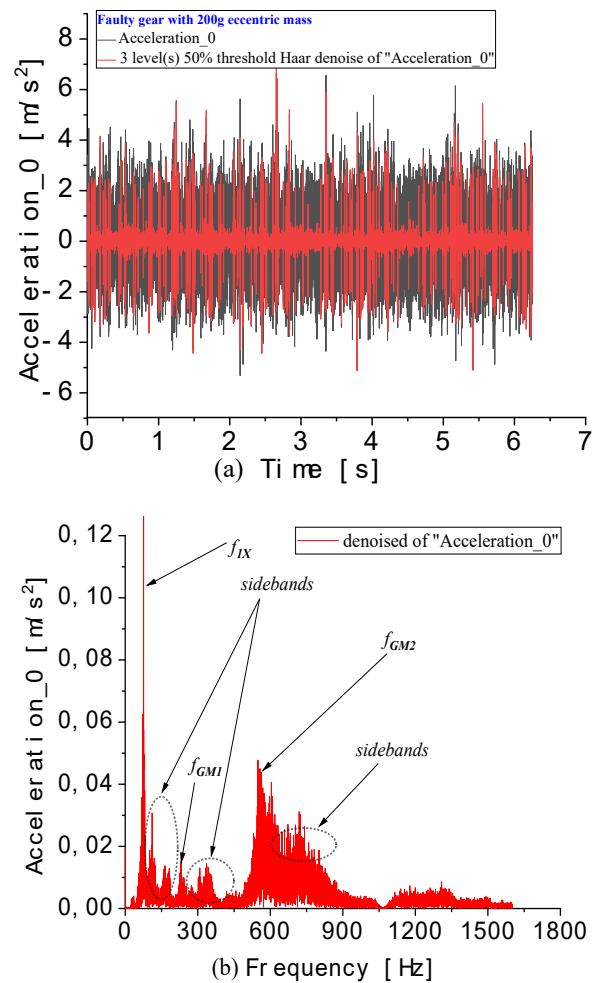 Faulty gear with 200g eccentric mass
Acceleration_0
3 level(s) 50% threshold Haar denoise of "Acceleration_0"
Acceleration_0 [m/s²]
8
6
4
2
0
-2
-4
-6
0 1 2 3 4 5 6 7
(a) Time [s]
denoised of "Acceleration_0"
Acceleration_0 [m/s²]
0,12
0,10
0,08
0,06
0,04
0,02
0,00
f_IX
sidebands
f_GM2
f_GM1
sidebands
0 300 600 900 1200 1500 1800
(b) Frequency [Hz]